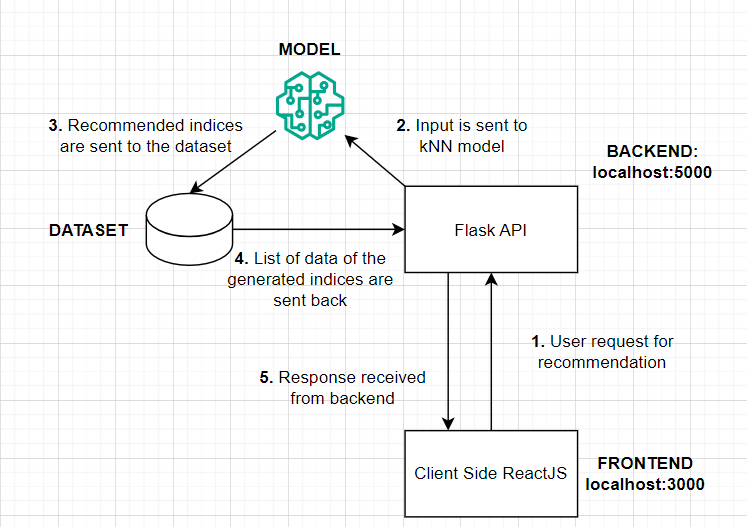 MODEL
3. Recommended indices
are sent to the dataset
2. Input is sent to
kNN model
BACKEND:
localhost:5000
DATASET
Flask API
4. List of data of the
generated indices are
sent back
1. User request for
recommendation
5. Response received
from backend
Client Side ReactJS
FRONTEND
localhost:3000